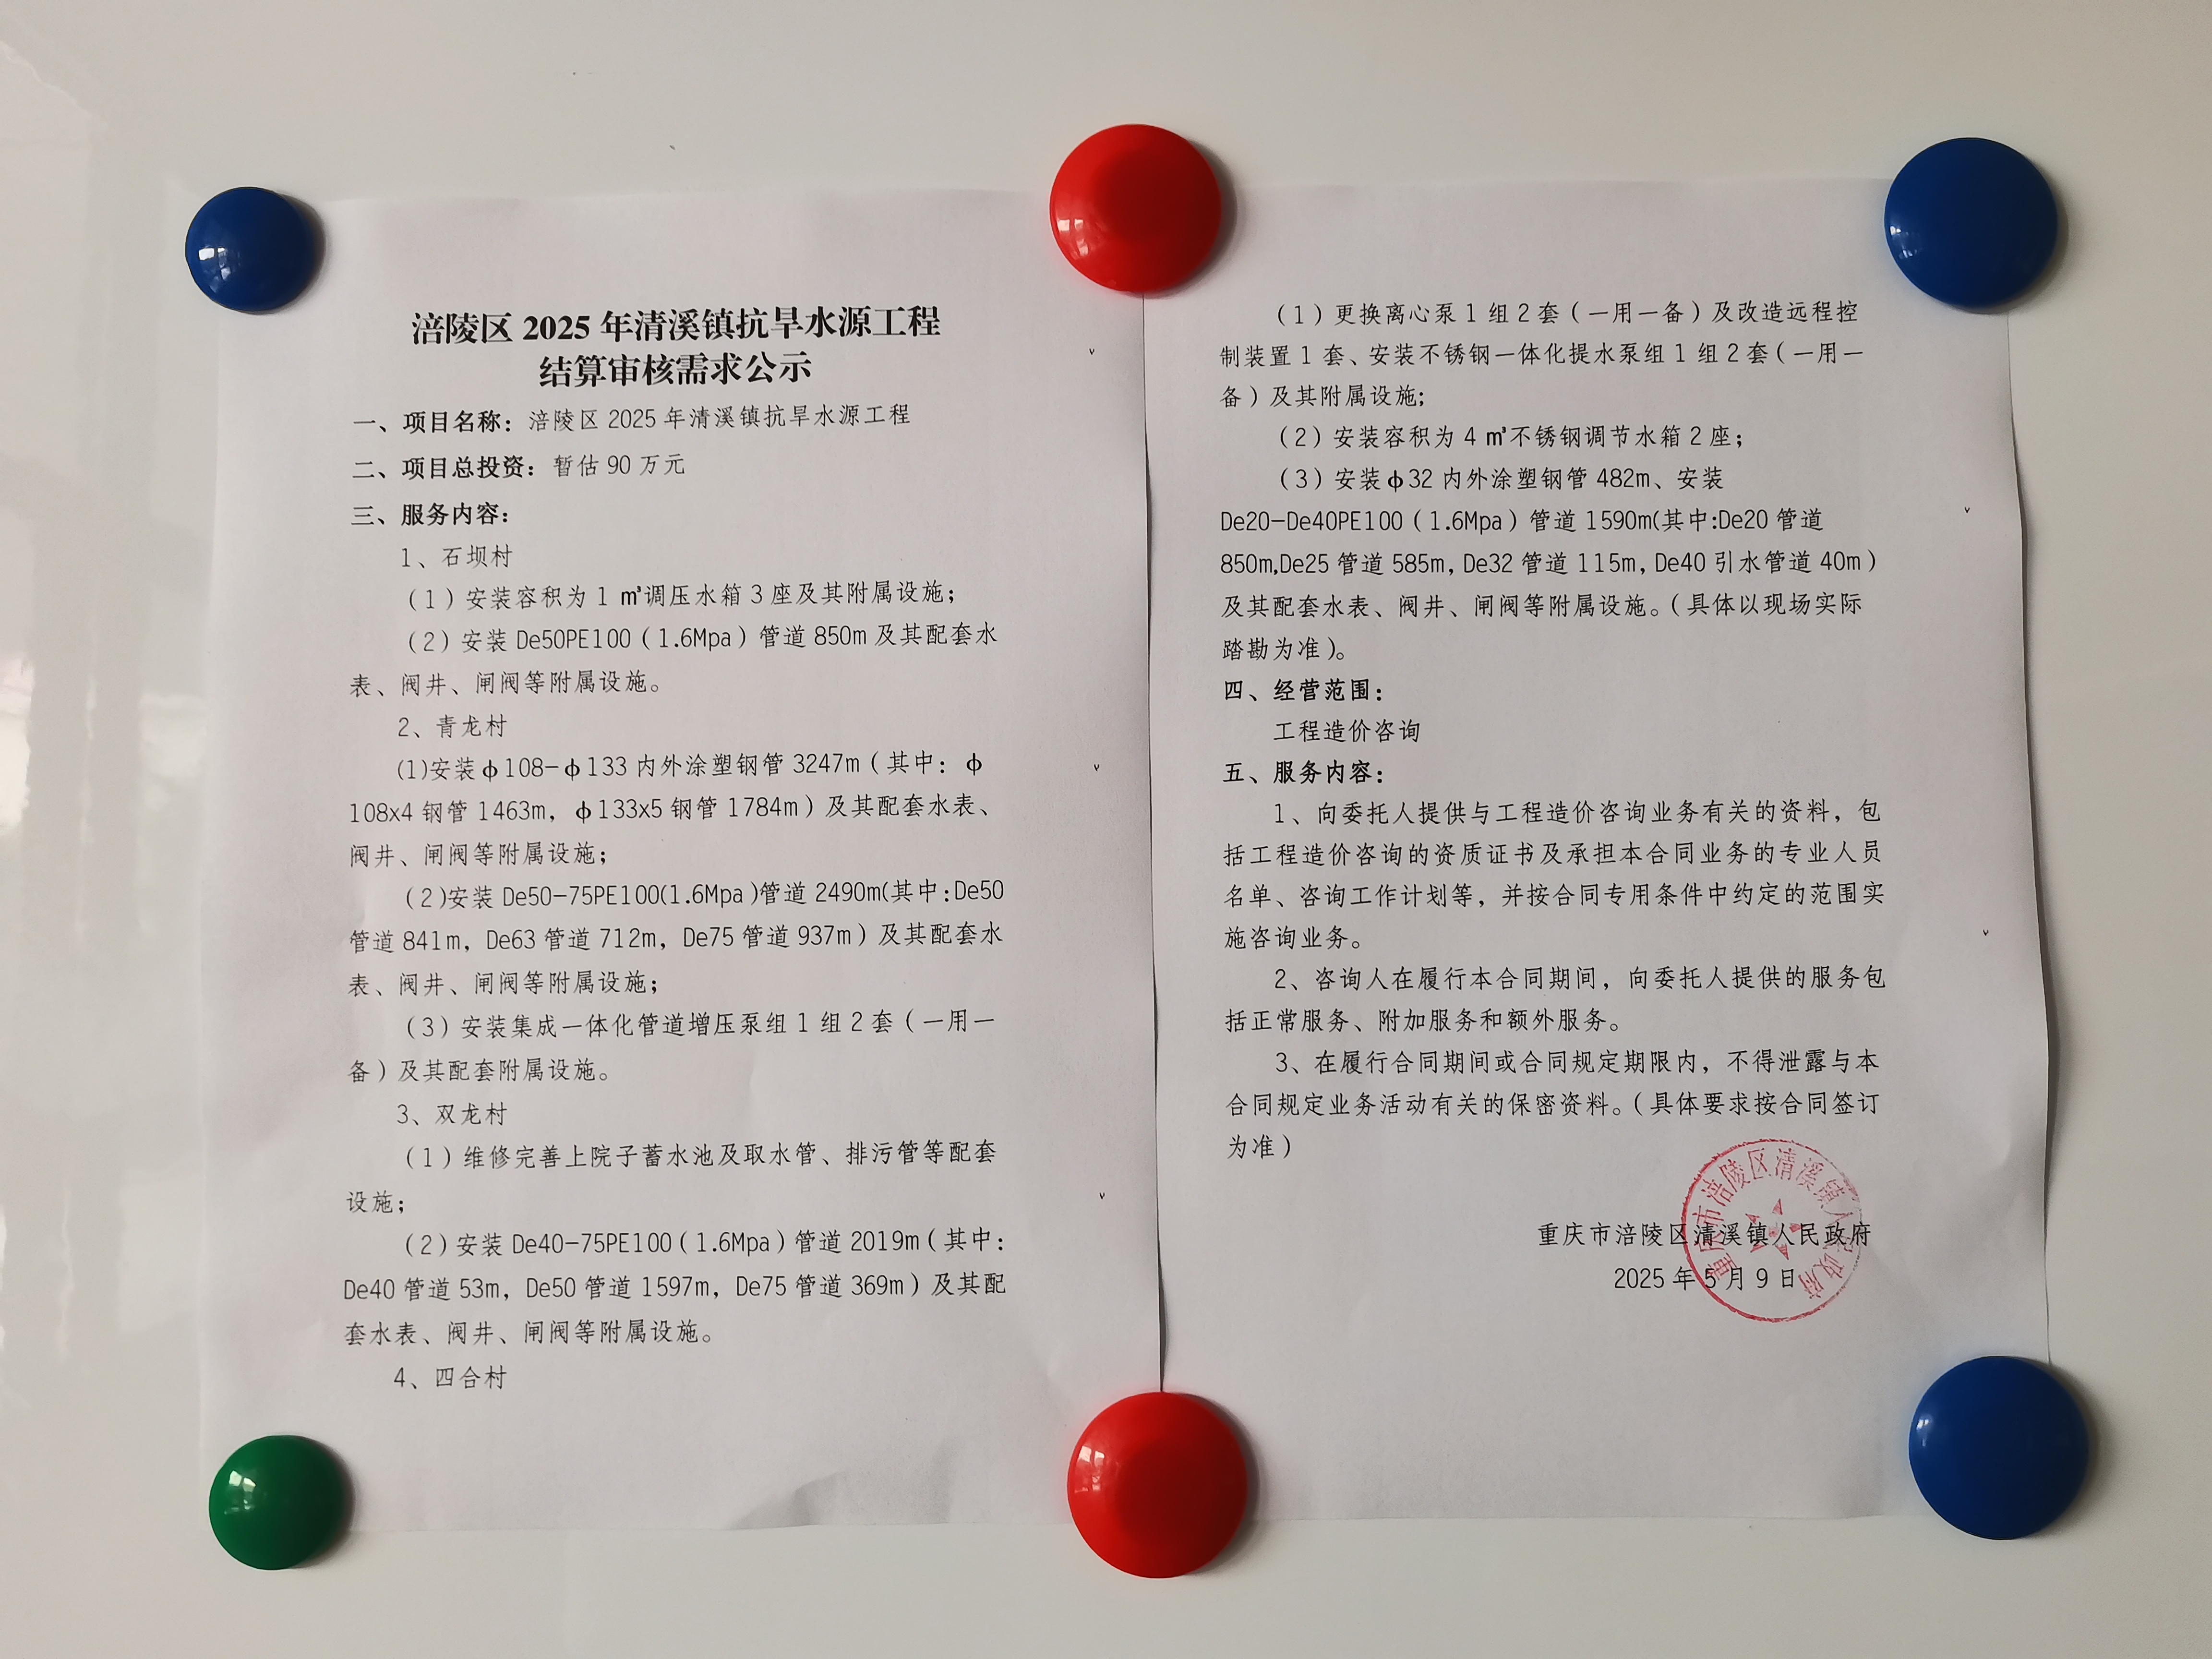 涪陵区 2025 年清溪镇抗旱水源工程
结算审核需求公示
一、项目名称：涪陵区 2025 年清溪镇抗旱水源工程
二、项目总投资：暂估 90 万元
三、服务内容：
1、石坝村
（1）安装容积为 1 ㎥调压水箱 3 座及其附属设施；
（2）安装 De50PE100（1.6Mpa）管道 850m 及其配套水
表、阀井、闸阀等附属设施。
2、青龙村
(1)安装ф108-ф133 内外涂塑钢管 3247m（其中：ф
108x4 钢管 1463m，ф133x5 钢管 1784m）及其配套水表、
阀井、闸阀等附属设施；
（2)安装 De50-75PE100(1.6Mpa )管道 2490m(其中:De50
管道 841m，De63 管道 712m，De75 管道 937m）及其配套水
表、阀井、闸阀等附属设施；
（3）安装集成一体化管道增压泵组 1 组 2 套（一用一
备）及其配套附属设施。
3、双龙村
（1）维修完善上院子蓄水池及取水管、排污管等配套
设施；
（2）安装 De40-75PE100（1.6Mpa）管道 2019m（其中：
De40 管道 53m，De50 管道 1597m，De75 管道 369m）及其配
套水表、阀井、闸阀等附属设施。
4、四合村
（1）更换离心泵 1 组 2 套（一用一备）及改造远程控
制装置 1 套、安装不锈钢一体化提水泵组 1 组 2 套（一用一
备）及其附属设施;
（2）安装容积为 4 ㎥不锈钢调节水箱 2 座；
（3）安装ф32 内外涂塑钢管 482m、安装
De20-De40PE100（1.6Mpa）管道 1590m(其中:De20 管道
850m,De25 管道 585m，De32 管道 115m，De40 引水管道 40m）
及其配套水表、阀井、闸阀等附属设施。（具体以现场实际
踏勘为准）。
四、经营范围：
工程造价咨询
五、服务内容：
1、向委托人提供与工程造价咨询业务有关的资料，包
括工程造价咨询的资质证书及承担本合同业务的专业人员
名单、咨询工作计划等，并按合同专用条件中约定的范围实
施咨询业务。
2、咨询人在履行本合同期间，向委托人提供的服务包
括正常服务、附加服务和额外服务。
3、在履行合同期间或合同规定期限内，不得泄露与本
合同规定业务活动有关的保密资料。（具体要求按合同签订
为准）
重庆市涪陵区清溪镇人民政府
2025 年 5 月 9 日
重庆市涪陵区清溪镇人民政府